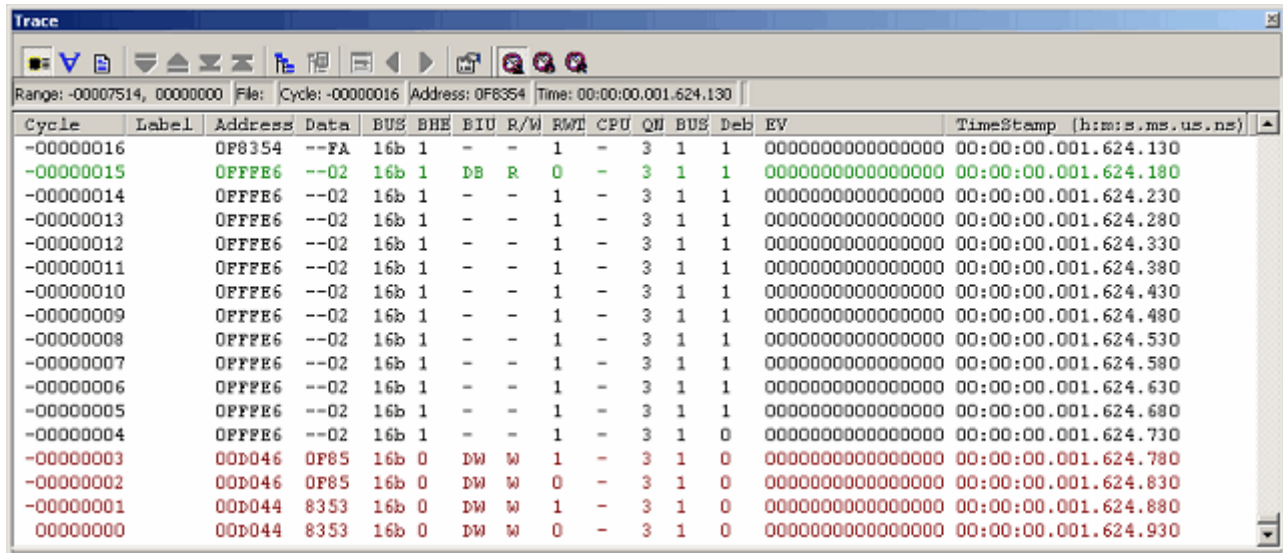 Trace
Range: -00007514, 00000000 File: Cycle: -00000016 Address: 0F8354 Time: 00:00:00.001.624.130
Cycle Label Address Data BUS BHE BIU R/W RWT CPU QN BUS Deb EV TimeStamp (h:m:s.ms.us.ns)
-00000016 0F8354 --FA 16b 1 - - 1 - 3 1 1 0000000000000000 00:00:00.001.624.130
-00000015 0FFFE6 --02 16b 1 DB R 0 - 3 1 1 0000000000000000 00:00:00.001.624.180
-00000014 0FFFE6 --02 16b 1 - - 1 - 3 1 1 0000000000000000 00:00:00.001.624.230
-00000013 0FFFE6 --02 16b 1 - - 1 - 3 1 1 0000000000000000 00:00:00.001.624.280
-00000012 0FFFE6 --02 16b 1 - - 1 - 3 1 1 0000000000000000 00:00:00.001.624.330
-00000011 0FFFE6 --02 16b 1 - - 1 - 3 1 1 0000000000000000 00:00:00.001.624.380
-00000010 0FFFE6 --02 16b 1 - - 1 - 3 1 1 0000000000000000 00:00:00.001.624.430
-00000009 0FFFE6 --02 16b 1 - - 1 - 3 1 1 0000000000000000 00:00:00.001.624.480
-00000008 0FFFE6 --02 16b 1 - - 1 - 3 1 1 0000000000000000 00:00:00.001.624.530
-00000007 0FFFE6 --02 16b 1 - - 1 - 3 1 1 0000000000000000 00:00:00.001.624.580
-00000006 0FFFE6 --02 16b 1 - - 1 - 3 1 1 0000000000000000 00:00:00.001.624.630
-00000005 0FFFE6 --02 16b 1 - - 1 - 3 1 1 0000000000000000 00:00:00.001.624.680
-00000004 0FFFE6 --02 16b 1 - - 1 - 3 1 0 0000000000000000 00:00:00.001.624.730
-00000003 00D046 0F85 16b 0 DW W 1 - 3 1 0 0000000000000000 00:00:00.001.624.780
-00000002 00D046 0F85 16b 0 DW W 0 - 3 1 0 0000000000000000 00:00:00.001.624.830
-00000001 00D044 8353 16b 0 DW W 1 - 3 1 0 0000000000000000 00:00:00.001.624.880
00000000 00D044 8353 16b 0 DW W 0 - 3 1 0 0000000000000000 00:00:00.001.624.930